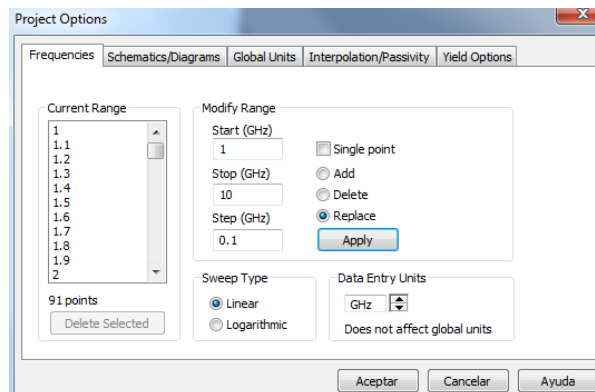 Project Options
Frequencies Schematics/Diagrams Global Units Interpolation/Passivity Yield Options
Current Range
1
1.1
1.2
1.3
1.4
1.5
1.6
1.7
1.8
1.9
2
91 points
Delete Selected
Modify Range
Start (GHz)
1
Stop (GHz)
10
Step (GHz)
0.1
Single point
Add
Delete
Replace
Apply
Sweep Type
Linear
Logarithmic
Data Entry Units
GHz
Does not affect global units
Aceptar Cancelar Ayuda